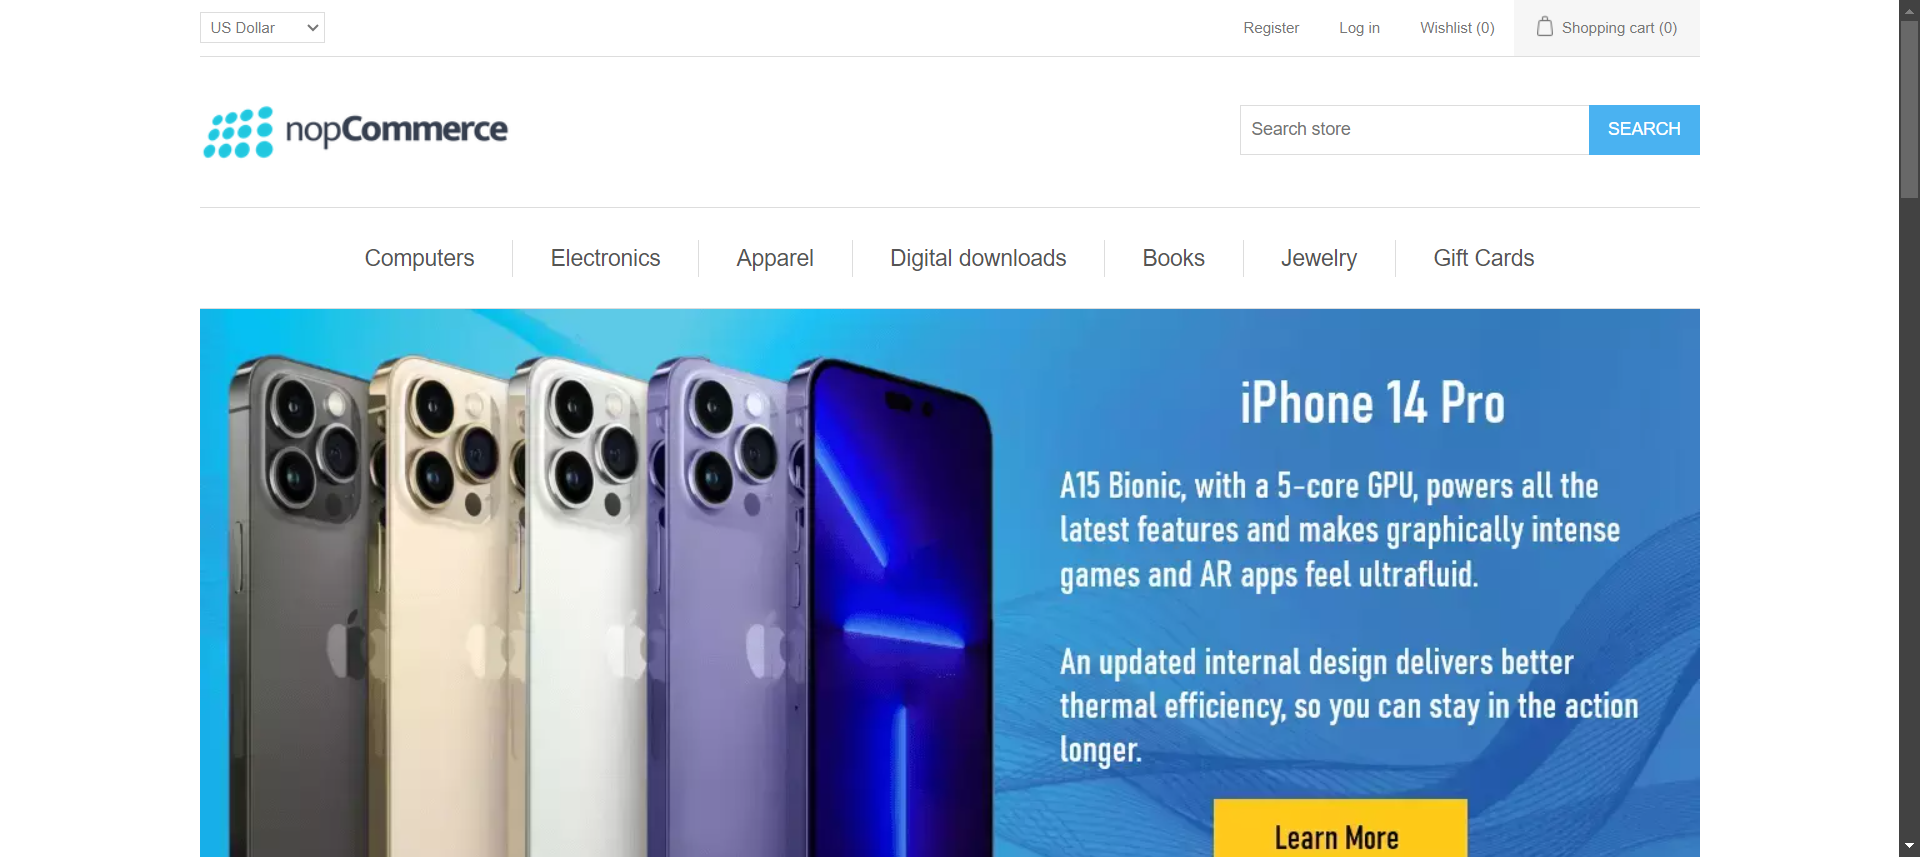 US Dollar
Register
Log in
Wishlist (0)
Shopping cart (0)
nopCommerce
Search store
SEARCH
Computers
Electronics
Apparel
Digital downloads
Books
Jewelry
Gift Cards
iPhone 14 Pro
A15 Bionic, with a 5-core GPU, powers all the
latest features and makes graphically intense
games and AR apps feel ultrafluid.
An updated internal design delivers better
thermal efficiency, so you can stay in the action
longer.
Learn More